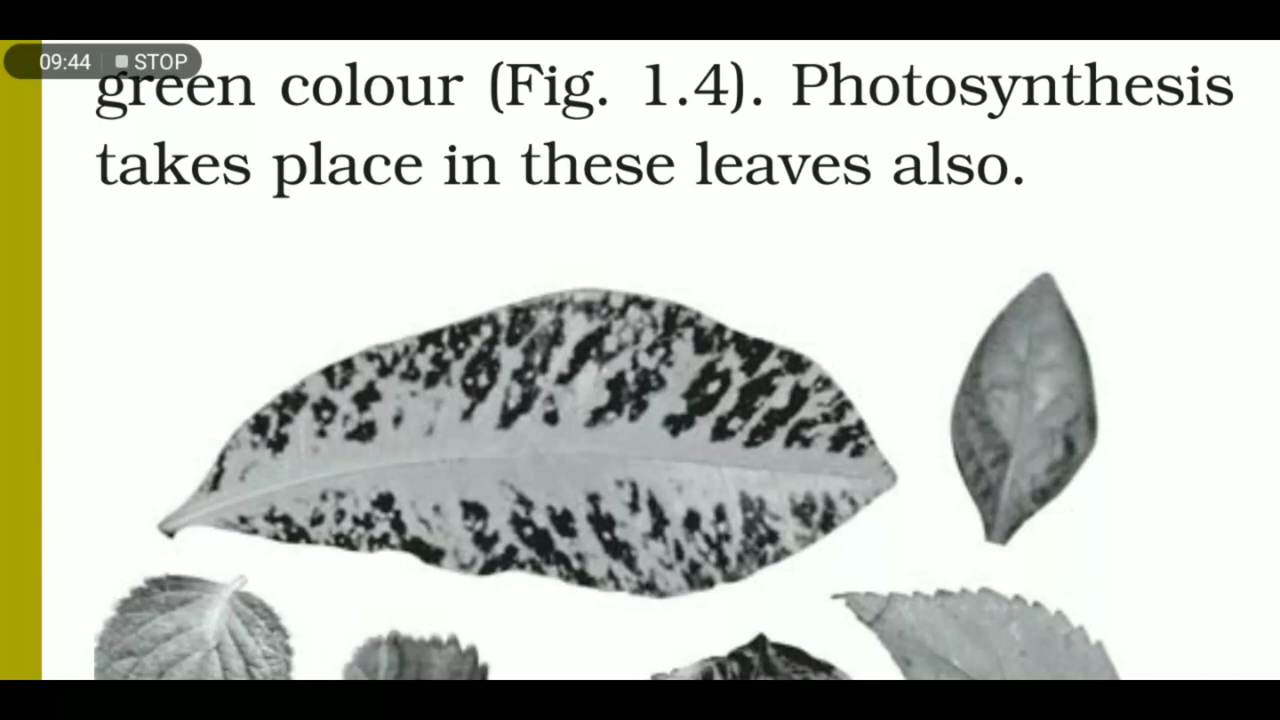 09:44 STOP
green colour (Fig. 1.4). Photosynthesis
takes place in these leaves also.